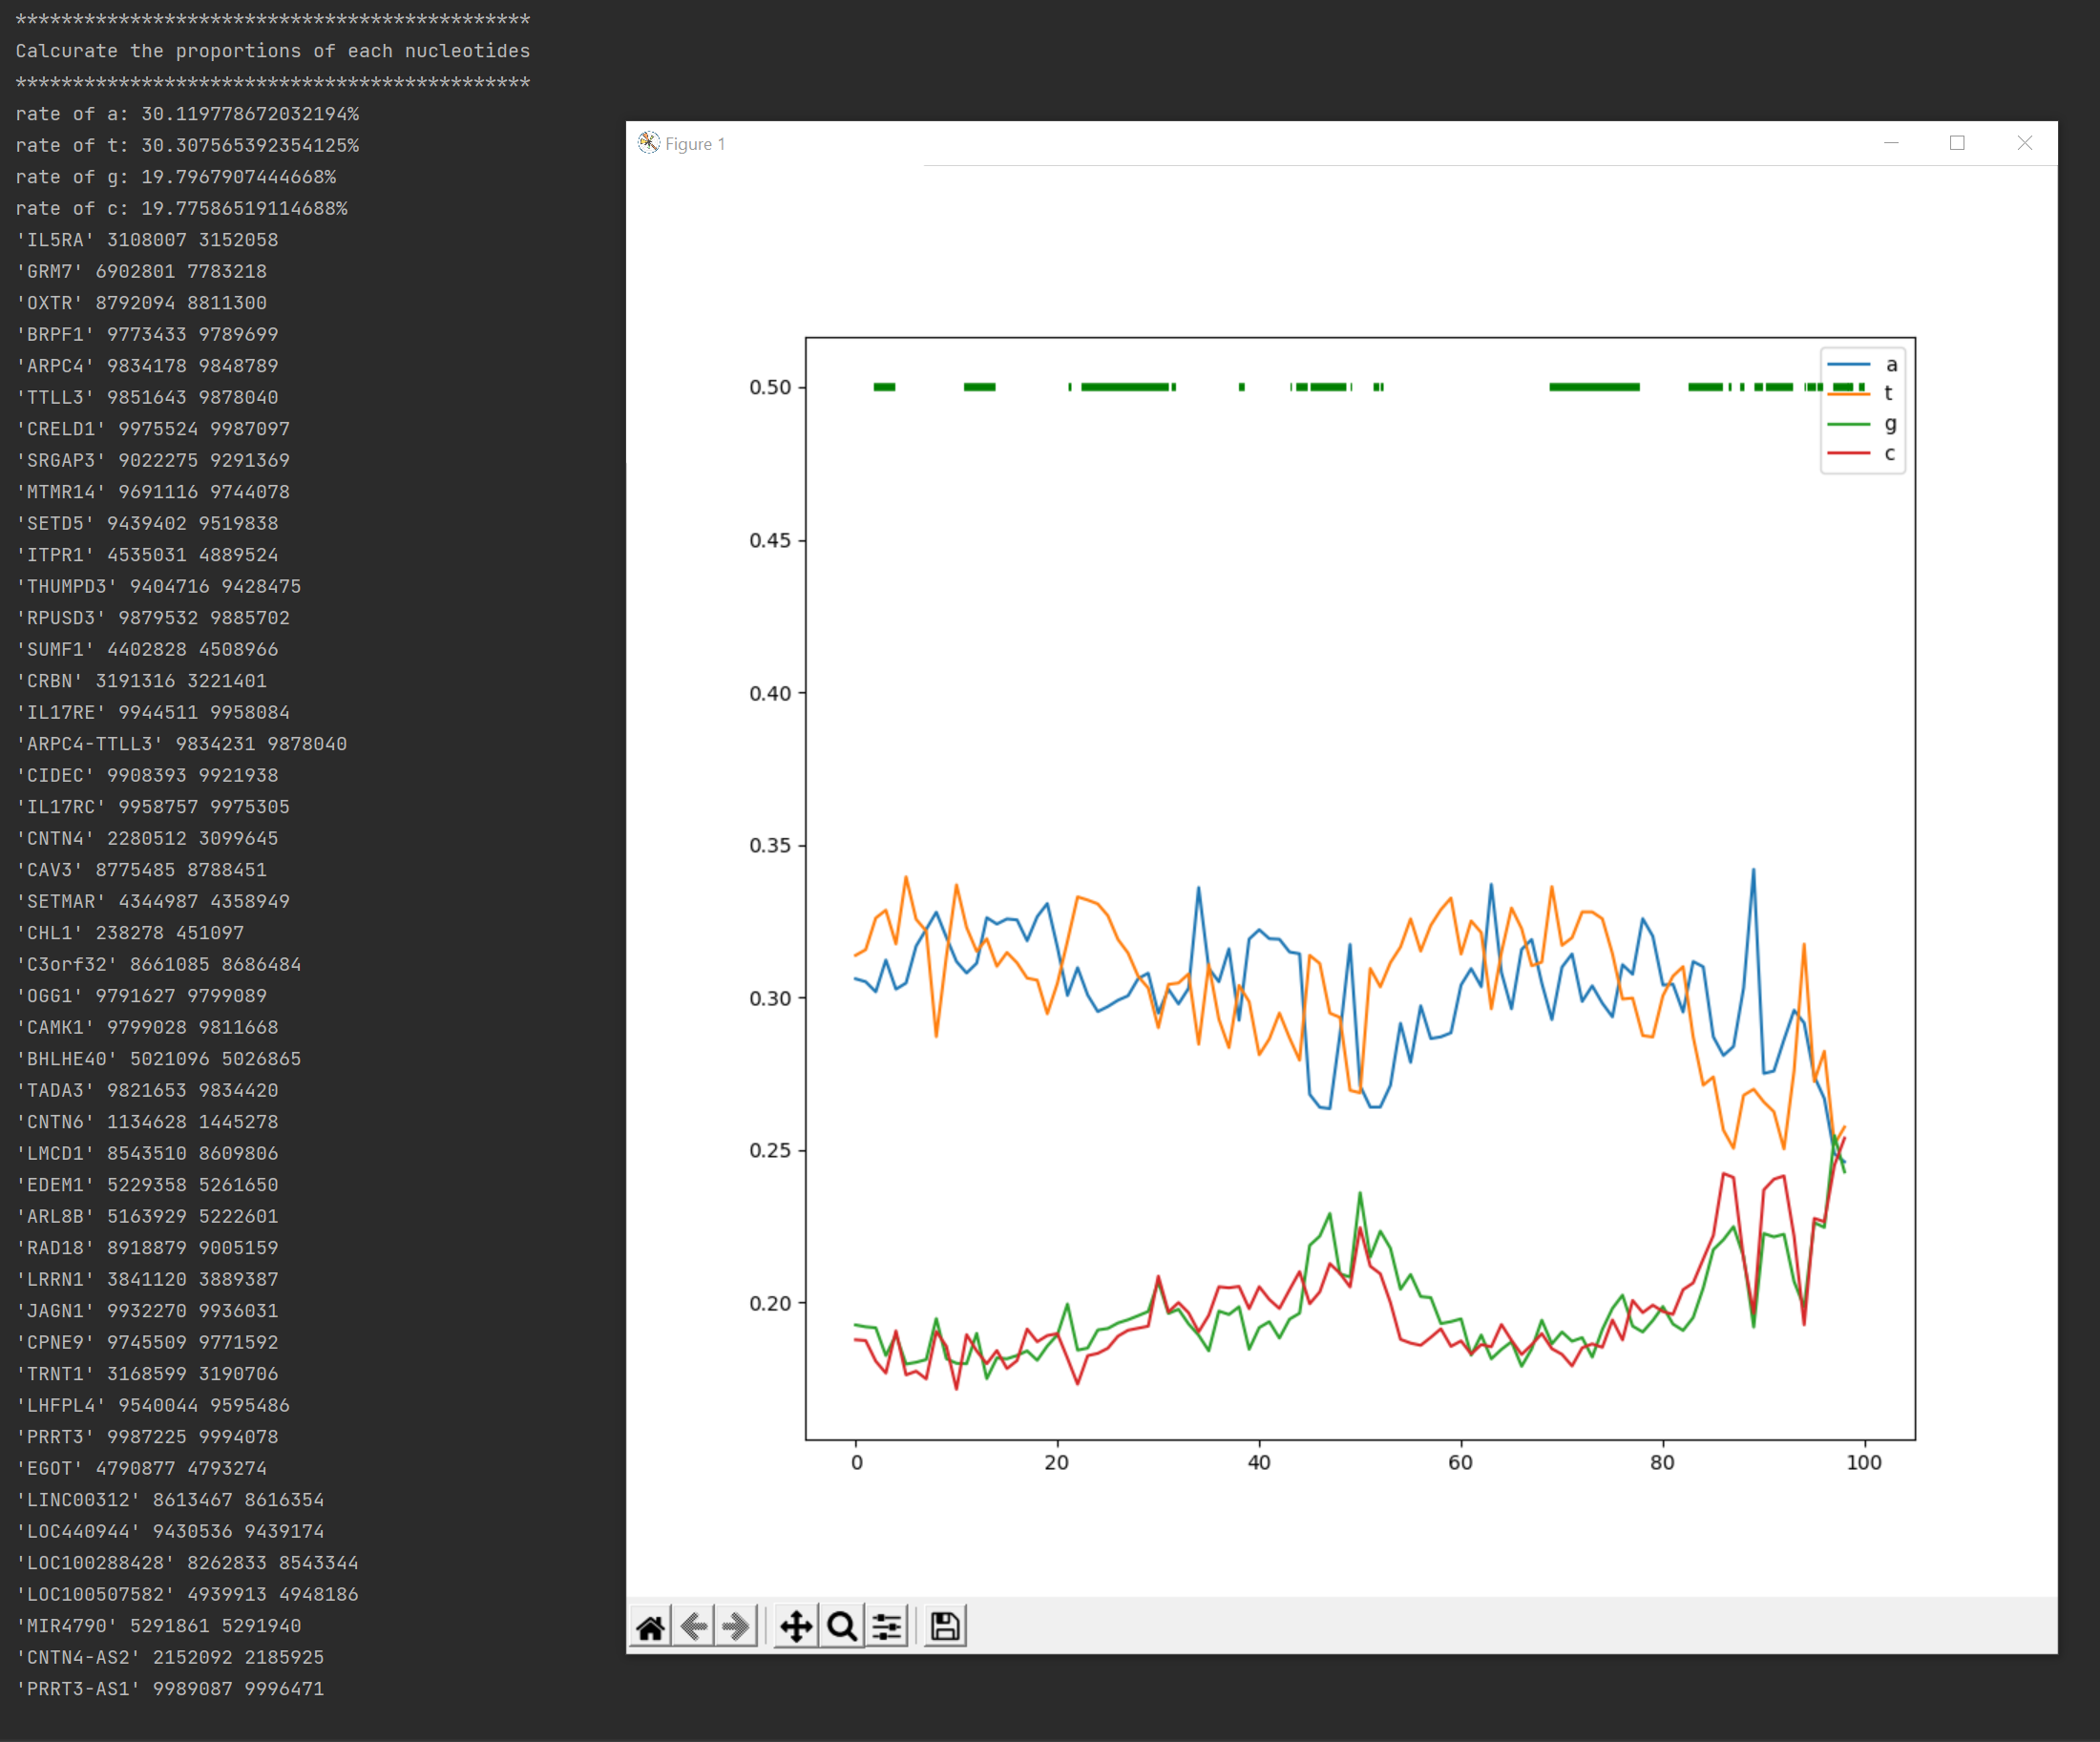 *********************************************
Calcurate the proportions of each nucleotides
*********************************************
rate of a: 30.119778672032194%
rate of t: 30.307565392354125%
rate of g: 19.7967907444668%
rate of c: 19.77586519114688%
'IL5RA' 3108007 3152058
'GRM7' 6902801 7783218
'OXTR' 8792094 8811300
'BRPF1' 9773433 9789699
'ARPC4' 9834178 9848789
'TTLL3' 9851643 9878040
'CRELD1' 9975524 9987097
'SRGAP3' 9022275 9291369
'MTMR14' 9691116 9744078
'SETD5' 9439402 9519838
'ITPR1' 4535031 4889524
'THUMPD3' 9404716 9428475
'RPUSD3' 9879532 9885702
'SUMF1' 4402828 4508966
'CRBN' 3191316 3221401
'IL17RE' 9944511 9958084
'ARPC4-TTLL3' 9834231 9878040
'CIDEC' 9908393 9921938
'IL17RC' 9958757 9975305
'CNTN4' 2280512 3099645
'CAV3' 8775485 8788451
'SETMAR' 4344987 4358949
'CHL1' 238278 451097
'C3orf32' 8661085 8686484
'OGG1' 9791627 9799089
'CAMK1' 9799028 9811668
'BHLHE40' 5021096 5026865
'TADA3' 9821653 9834420
'CNTN6' 1134628 1445278
'LMCD1' 8543510 8609806
'EDEM1' 5229358 5261650
'ARL8B' 5163929 5222601
'RAD18' 8918879 9005159
'LRRN1' 3841120 3889387
'JAGN1' 9932270 9936031
'CPNE9' 9745509 9771592
'TRNT1' 3168599 3190706
'LHFPL4' 9540044 9595486
'PRRT3' 9987225 9994078
'EGOT' 4790877 4793274
'LINC00312' 8613467 8616354
'LOC440944' 9430536 9439174
'LOC100288428' 8262833 8543344
'LOC100507582' 4939913 4948186
'MIR4790' 5291861 5291940
'CNTN4-AS2' 2152092 2185925
'PRRT3-AS1' 9989087 9996471
Figure 1
0.50
0.45
0.40
0.35
0.30
0.25
0.20
a
t
g
c
0 20 40 60 80 100